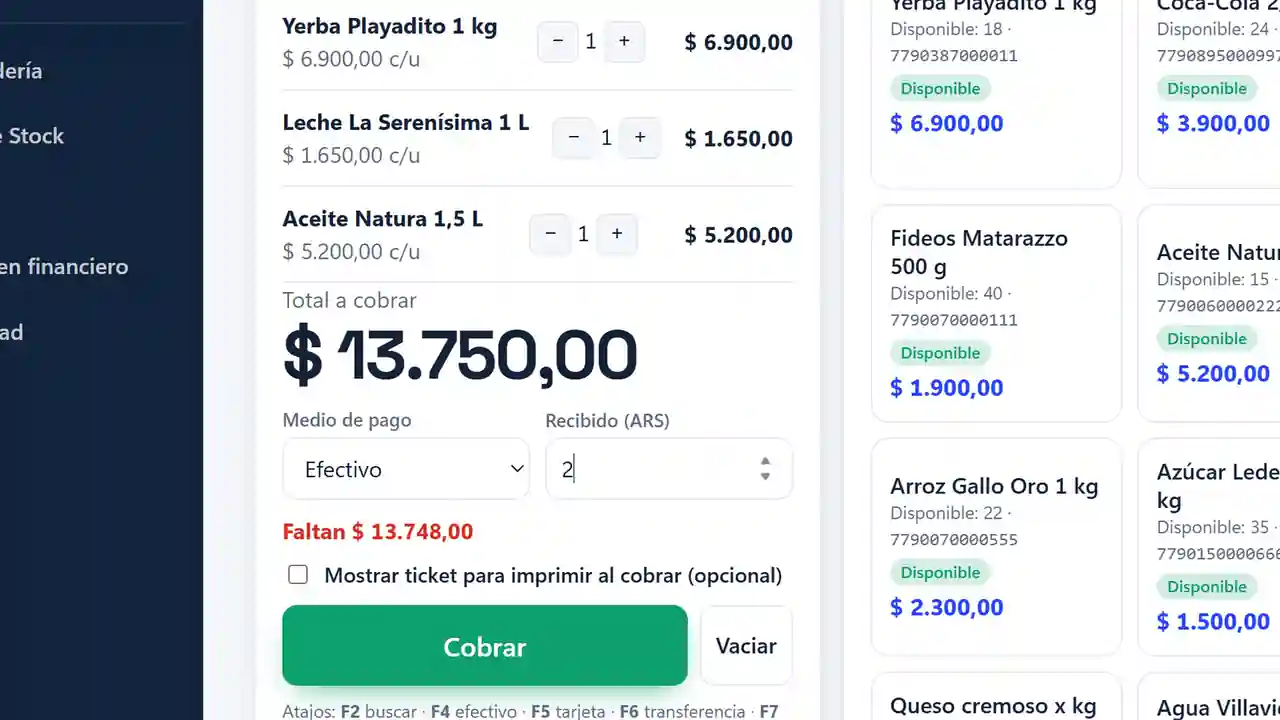 dería
e Stock
en financiero
ad
Yerba Playadito 1 kg
$ 6.900,00 c/u
− 1 +
$ 6.900,00
Leche La Serenísima 1 L
$ 1.650,00 c/u
− 1 +
$ 1.650,00
Aceite Natura 1,5 L
$ 5.200,00 c/u
− 1 +
$ 5.200,00
Total a cobrar
$ 13.750,00
Medio de pago
Efectivo
Recibido (ARS)
2
Faltan $ 13.748,00
Mostrar ticket para imprimir al cobrar (opcional)
Cobrar
Vaciar
Atajos: F2 buscar · F4 efectivo · F5 tarjeta · F6 transferencia · F7
Yerba Playadito 1 kg
Disponible: 18 ·
7790387000011
Disponible
$ 6.900,00
Coca-Cola 2
Disponible: 24 ·
779089500099
Disponible
$ 3.900,00
Fideos Matarazzo
500 g
Disponible: 40 ·
7790070000111
Disponible
$ 1.900,00
Aceite Natur
Disponible: 15 ·
7790060000222
Disponible
$ 5.200,00
Arroz Gallo Oro 1 kg
Disponible: 22 ·
7790070000555
Disponible
$ 2.300,00
Azúcar Lede
kg
Disponible: 35 ·
7790150000666
Disponible
$ 1.500,00
Queso cremoso x kg
Agua Villavi